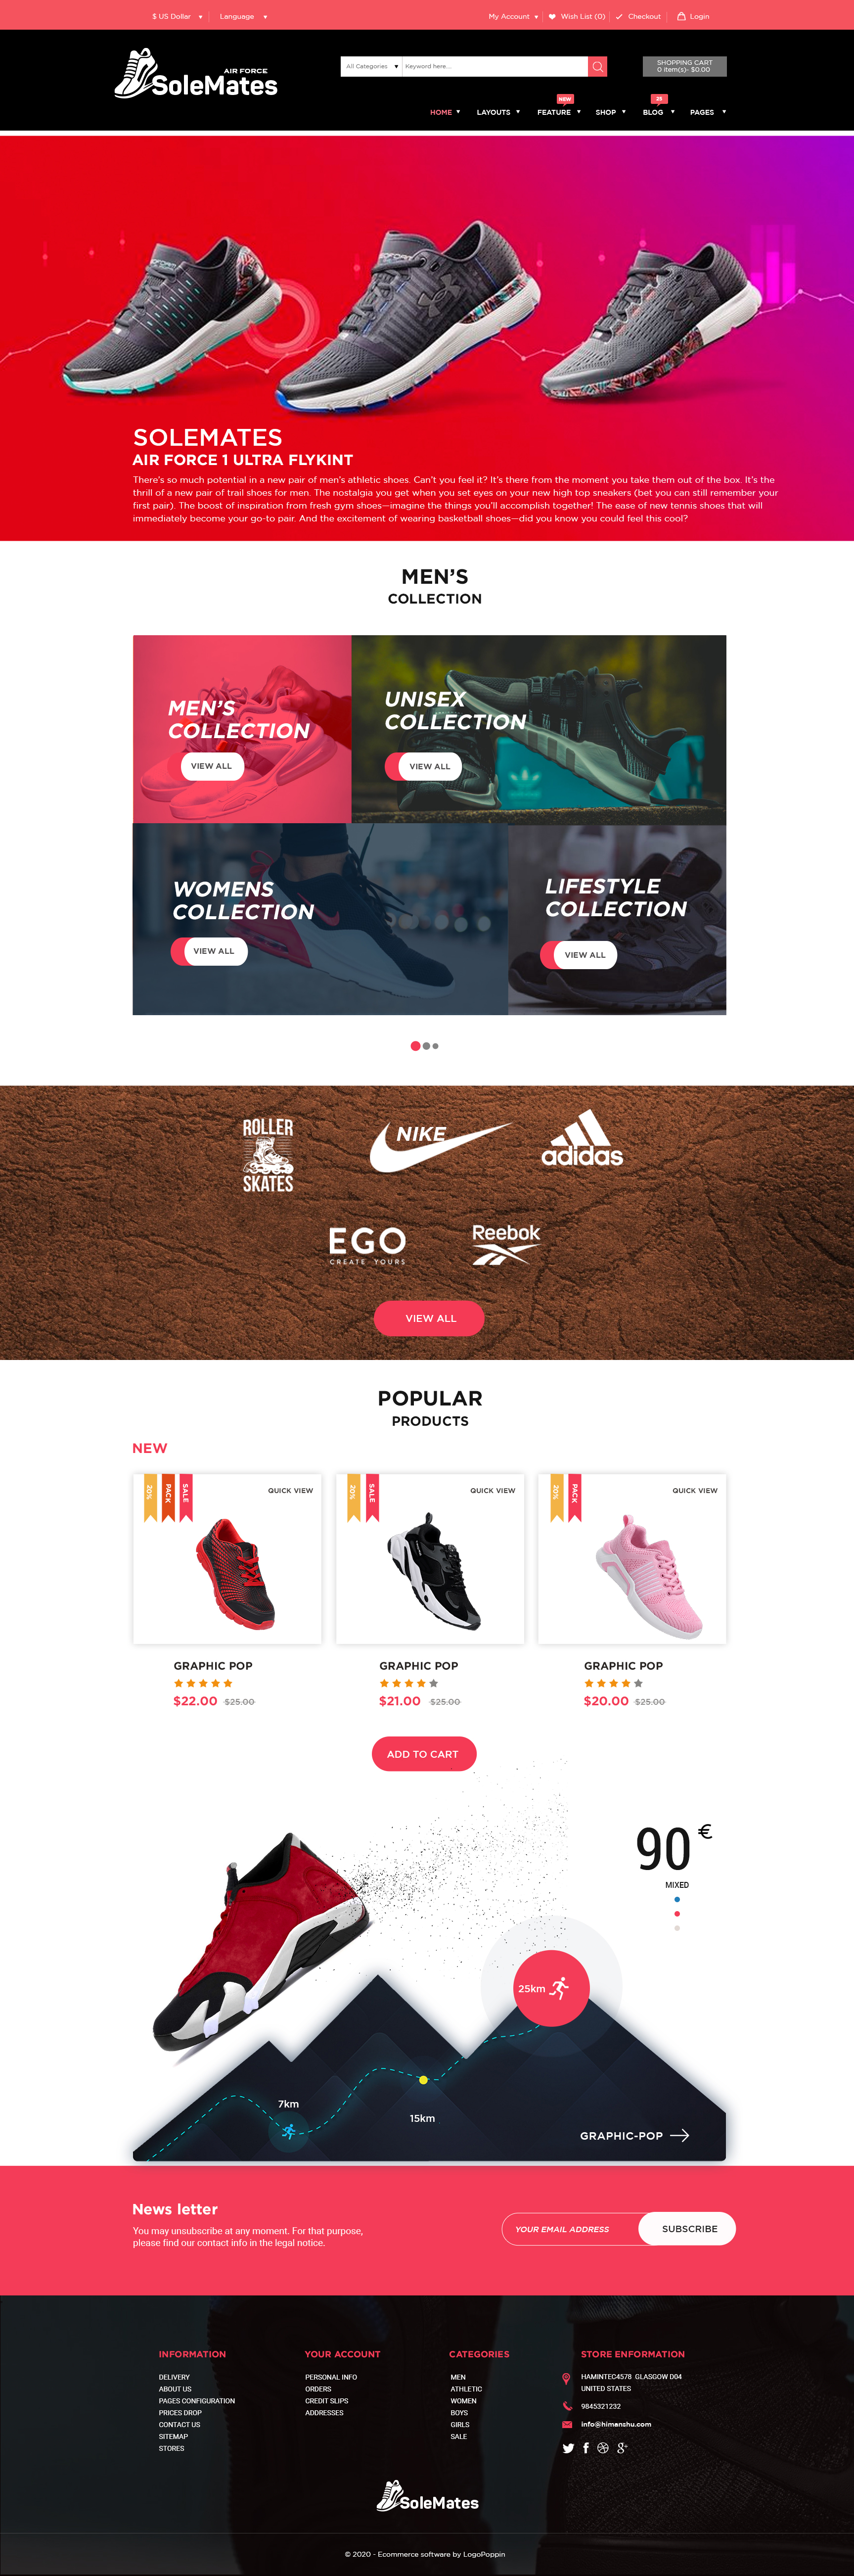 $ US Dollar ▼ Language ▼ My Account ▼ Wish List (0) Checkout Login
AIR FORCE
SoleMates
All Categories ▼ Keyword here....
SHOPPING CART
0 item(s)- $0.00
NEW 25
HOME ▼ LAYOUTS ▼ FEATURE ▼ SHOP ▼ BLOG ▼ PAGES ▼
SOLEMATES
AIR FORCE 1 ULTRA FLYKINT
There's so much potential in a new pair of men's athletic shoes. Can't you feel it? It's there from the moment you take them out of the box. It's the
thrill of a new pair of trail shoes for men. The nostalgia you get when you set eyes on your new high top sneakers (bet you can still remember your
first pair). The boost of inspiration from fresh gym shoes—imagine the things you'll accomplish together! The ease of new tennis shoes that will
immediately become your go-to pair. And the excitement of wearing basketball shoes—did you know you could feel this cool?
MEN'S
COLLECTION
MEN'S
COLLECTION
VIEW ALL
UNISEX
COLLECTION
VIEW ALL
WOMENS
COLLECTION
VIEW ALL
LIFESTYLE
COLLECTION
VIEW ALL
ROLLER
SKATES
NIKE
adidas
EGO
CREATE YOURS
Reebok
VIEW ALL
POPULAR
PRODUCTS
NEW
20% PACK SALE QUICK VIEW
20% SALE QUICK VIEW
20% PACK QUICK VIEW
GRAPHIC POP
$22.00 $25.00
GRAPHIC POP
$21.00 $25.00
GRAPHIC POP
$20.00 $25.00
ADD TO CART
90 €
MIXED
25km
7km
15km
GRAPHIC-POP
News letter
You may unsubscribe at any moment. For that purpose,
please find our contact info in the legal notice.
YOUR EMAIL ADDRESS SUBSCRIBE
INFORMATION
DELIVERY
ABOUT US
PAGES CONFIGURATION
PRICES DROP
CONTACT US
SITEMAP
STORES
YOUR ACCOUNT
PERSONAL INFO
ORDERS
CREDIT SLIPS
ADDRESSES
CATEGORIES
MEN
ATHLETIC
WOMEN
BOYS
GIRLS
SALE
STORE ENFORMATION
HAMINTEC4578 GLASGOW D04
UNITED STATES
9845321232
info@himanshu.com
SoleMates
© 2020 - Ecommerce software by LogoPoppin